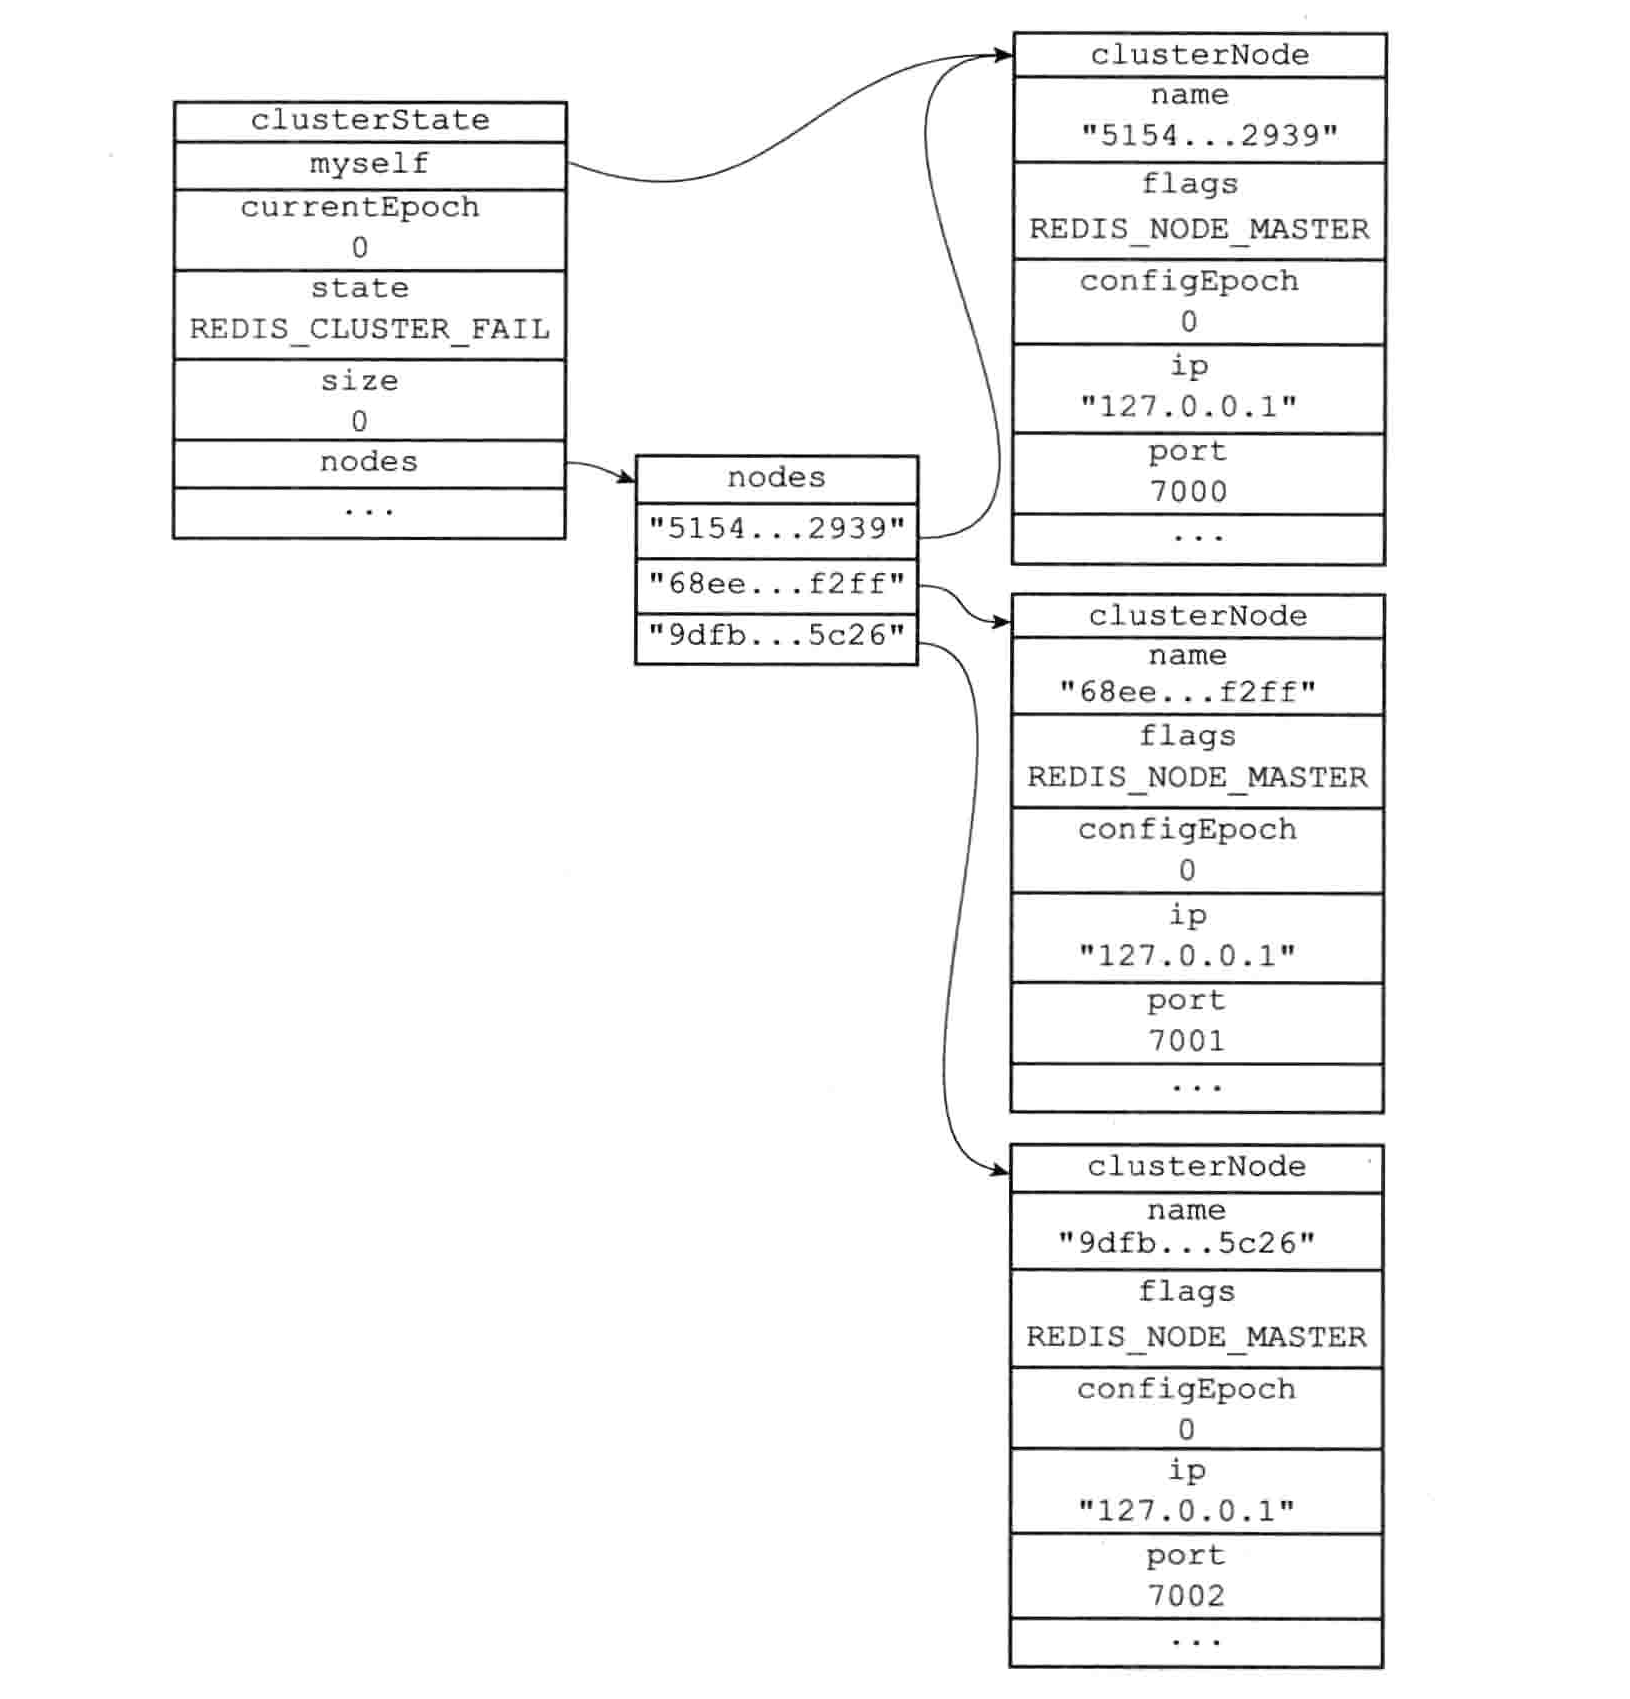 clusterState
myself
currentEpoch
0
state
REDIS_CLUSTER_FAIL
size
0
nodes
...
nodes
"5154...2939"
"68ee...f2ff"
"9dfb...5c26"
clusterNode
name
"5154...2939"
flags
REDIS_NODE_MASTER
configEpoch
0
ip
"127.0.0.1"
port
7000
...
clusterNode
name
"68ee...f2ff"
flags
REDIS_NODE_MASTER
configEpoch
0
ip
"127.0.0.1"
port
7001
...
clusterNode
name
"9dfb...5c26"
flags
REDIS_NODE_MASTER
configEpoch
0
ip
"127.0.0.1"
port
7002
...